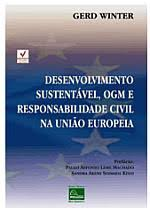 GERD WINTER
DESENVOLVIMENTO
SUSTENTÁVEL, OGM E
RESPONSABILIDADE CIVIL
NA UNIÃO EUROPEIA
Prefácio:
PAULO AFFONSO LEME MACHADO
SANDRA AKEMI SHIMADA KISHI